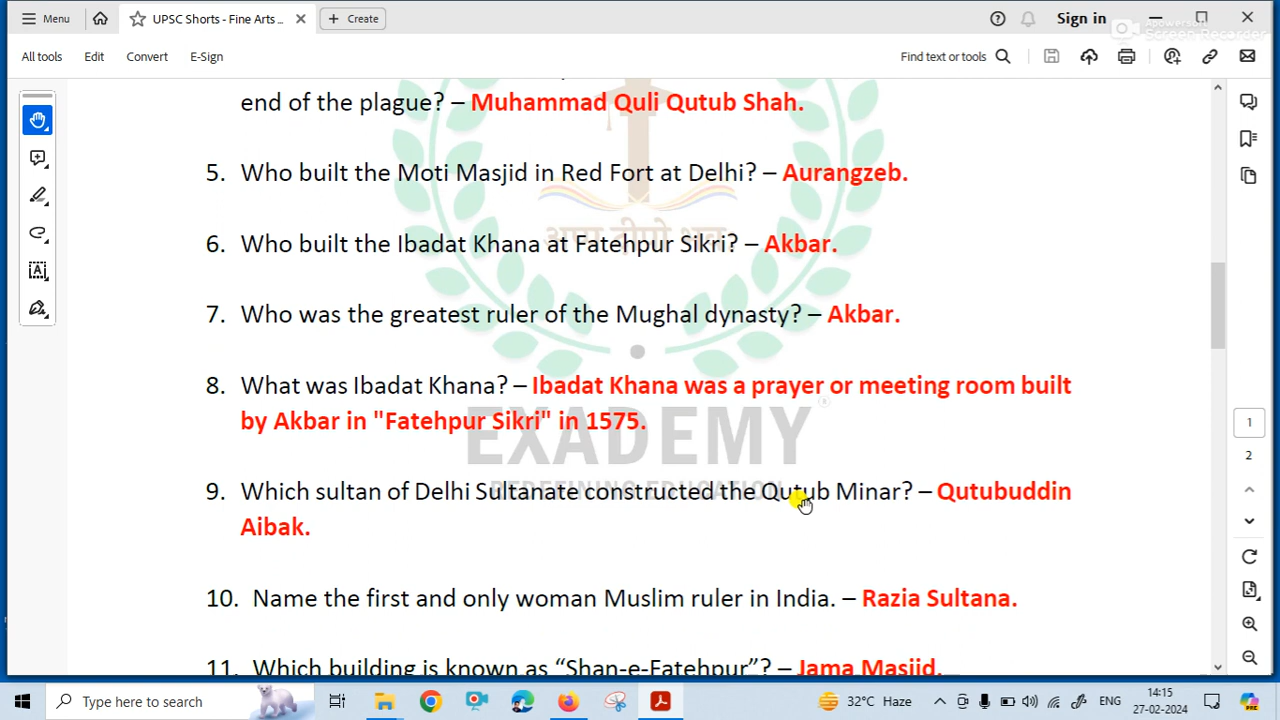 Menu
UPSC Shorts - Fine Arts ...
Create
Sign in
Apowersoft
Screen Recorder
All tools Edit Convert E-Sign
Find text or tools
end of the plague? – Muhammad Quli Qutub Shah.
5. Who built the Moti Masjid in Red Fort at Delhi? – Aurangzeb.
6. Who built the Ibadat Khana at Fatehpur Sikri? – Akbar.
7. Who was the greatest ruler of the Mughal dynasty? – Akbar.
8. What was Ibadat Khana? – Ibadat Khana was a prayer or meeting room built
by Akbar in "Fatehpur Sikri" in 1575.
EXADEMY
REDEFINING EDUCATION
9. Which sultan of Delhi Sultanate constructed the Qutub Minar? – Qutubuddin
Aibak.
10. Name the first and only woman Muslim ruler in India. – Razia Sultana.
11. Which building is known as “Shan-e-Fatehpur”? – Jama Masjid.
1
2
Type here to search
32°C Haze
ENG
14:15
27-02-2024